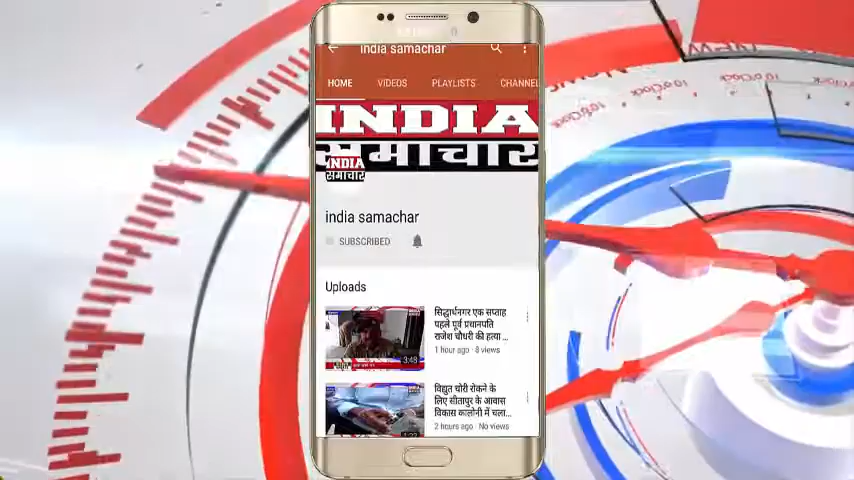 india samachar
HOME VIDEOS PLAYLISTS CHANNEL
INDIA
समाचार
INDIA
समाचार
india samachar
SUBSCRIBED
Uploads
सिद्धार्थनगर एक सप्ताह
पहले पूर्व प्रधानपति
राजेश चौधरी की हत्या ...
1 hour ago · 8 views
3:48
विद्युत चोरी रोकने के
लिए सीतापुर के आवास
विकास कालोनी में चला...
2 hours ago · No views